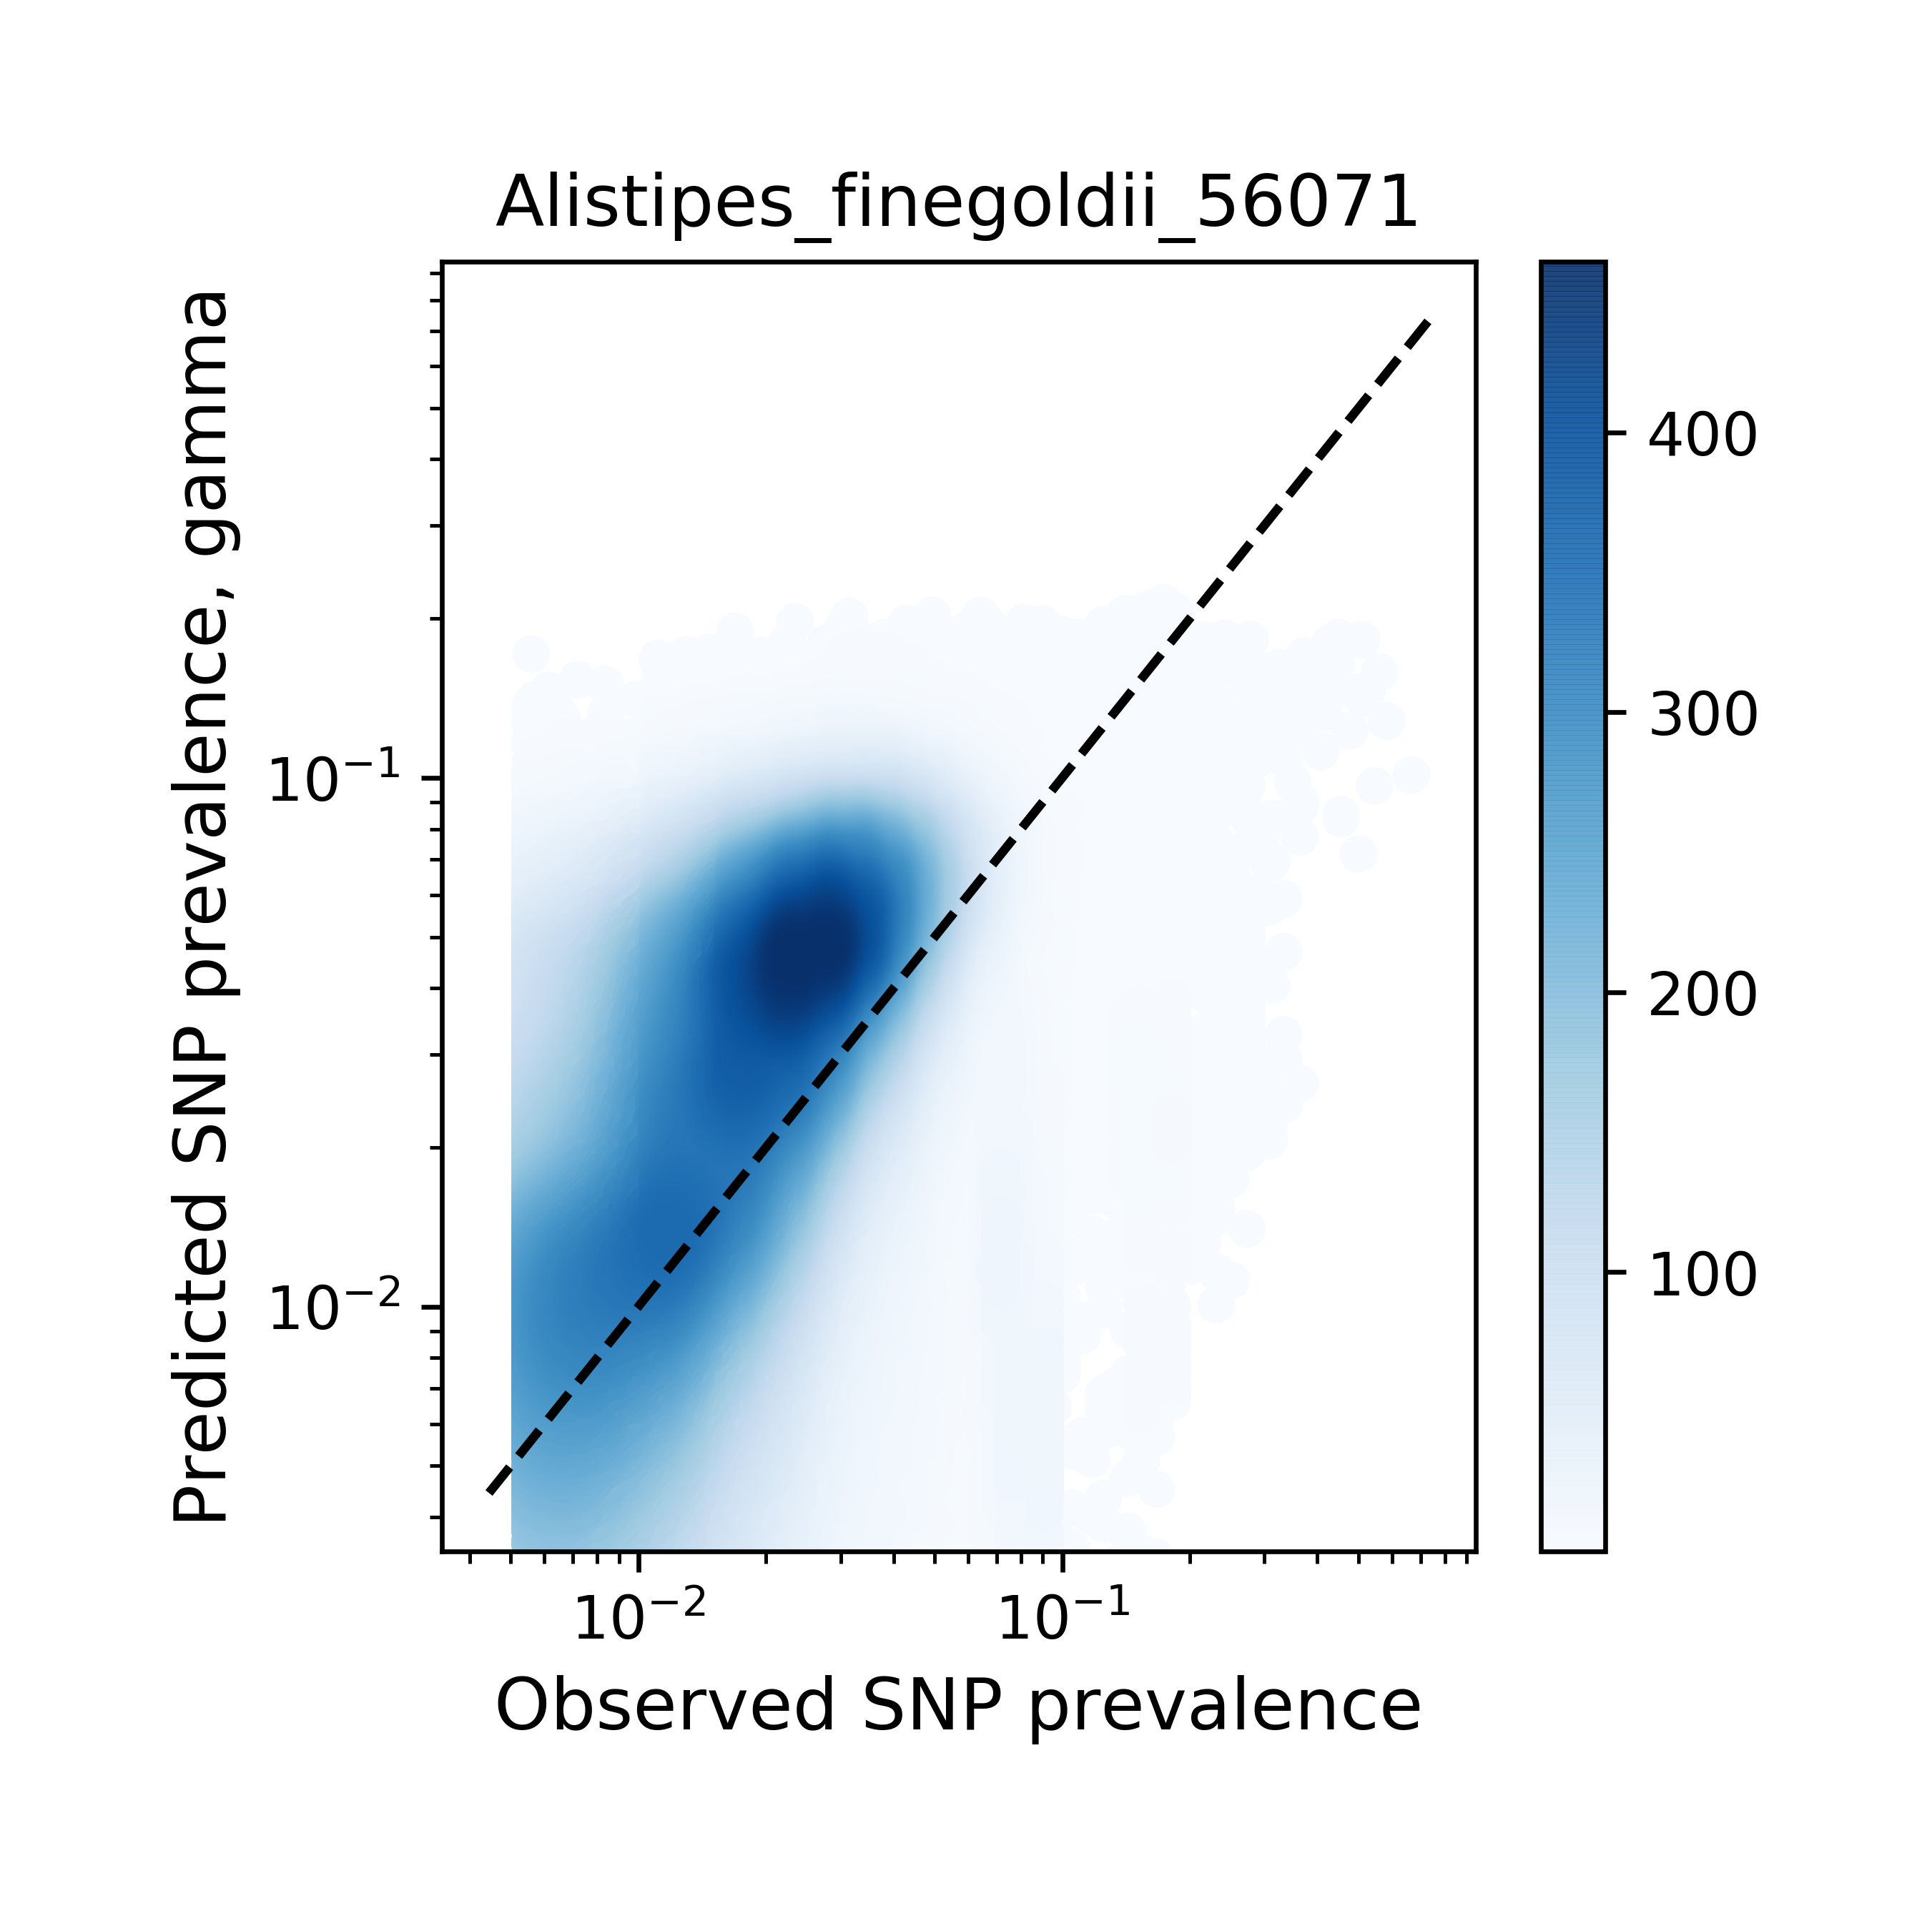 Alistipes_finegoldii_56071
Predicted SNP prevalence, gamma
10⁻¹
10⁻²
10⁻²
10⁻¹
Observed SNP prevalence
400
300
200
100